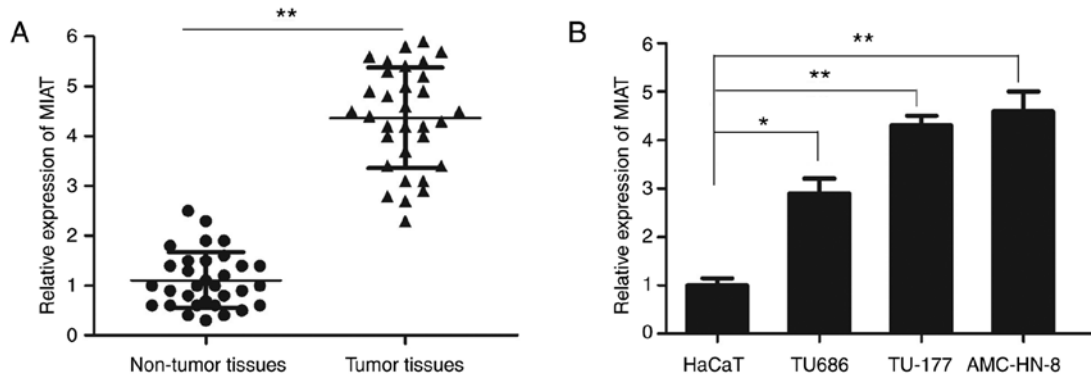 A
**
Relative expression of MIAT
6
5
4
3
2
1
0
Non-tumor tissues
Tumor tissues
B
**
**
*
Relative expression of MIAT
6
5
4
3
2
1
0
HaCaT
TU686
TU-177
AMC-HN-8